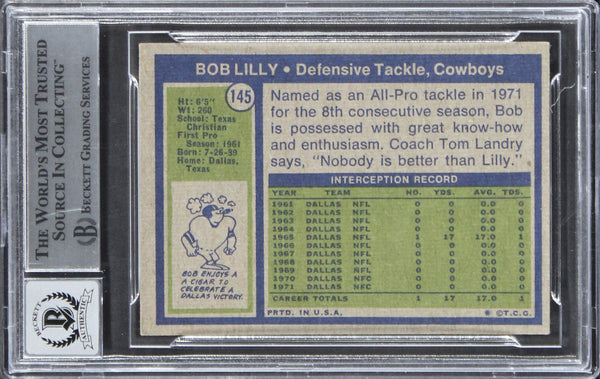 THE WORLD'S MOST TRUSTED
SOURCE IN COLLECTING™
BECKETT GRADING SERVICES
BECKETT
AUTHENTIC
BOB LILLY • Defensive Tackle, Cowboys
145
Ht: 6'5"
Wt: 260
School: Texas
Christian
First Pro
Season: 1961
Born: 7-26-39
Home: Dallas,
Texas
Named as an All-Pro tackle in 1971
for the 8th consecutive season, Bob
is possessed with great know-how
and enthusiasm. Coach Tom Landry
says, "Nobody is better than Lilly."
BOB ENJOYS A
A CIGAR TO
CELEBRATE A
DALLAS VICTORY.
INTERCEPTION RECORD
YEAR TEAM NO. YDS. AVG. TDS.
1961 DALLAS NFL 0 0 0.0 0
1962 DALLAS NFL 0 0 0.0 0
1963 DALLAS NFL 0 0 0.0 0
1964 DALLAS NFL 0 0 0.0 0
1965 DALLAS NFL 1 17 17.0 1
1966 DALLAS NFL 0 0 0.0 0
1967 DALLAS NFL 0 0 0.0 0
1968 DALLAS NFL 0 0 0.0 0
1969 DALLAS NFL 0 0 0.0 0
1970 DALLAS NFC 0 0 0.0 0
1971 DALLAS NFC 0 0 0.0 0
CAREER TOTALS 1 17 17.0 1
PRTD. IN U.S.A.
©T.C.G.